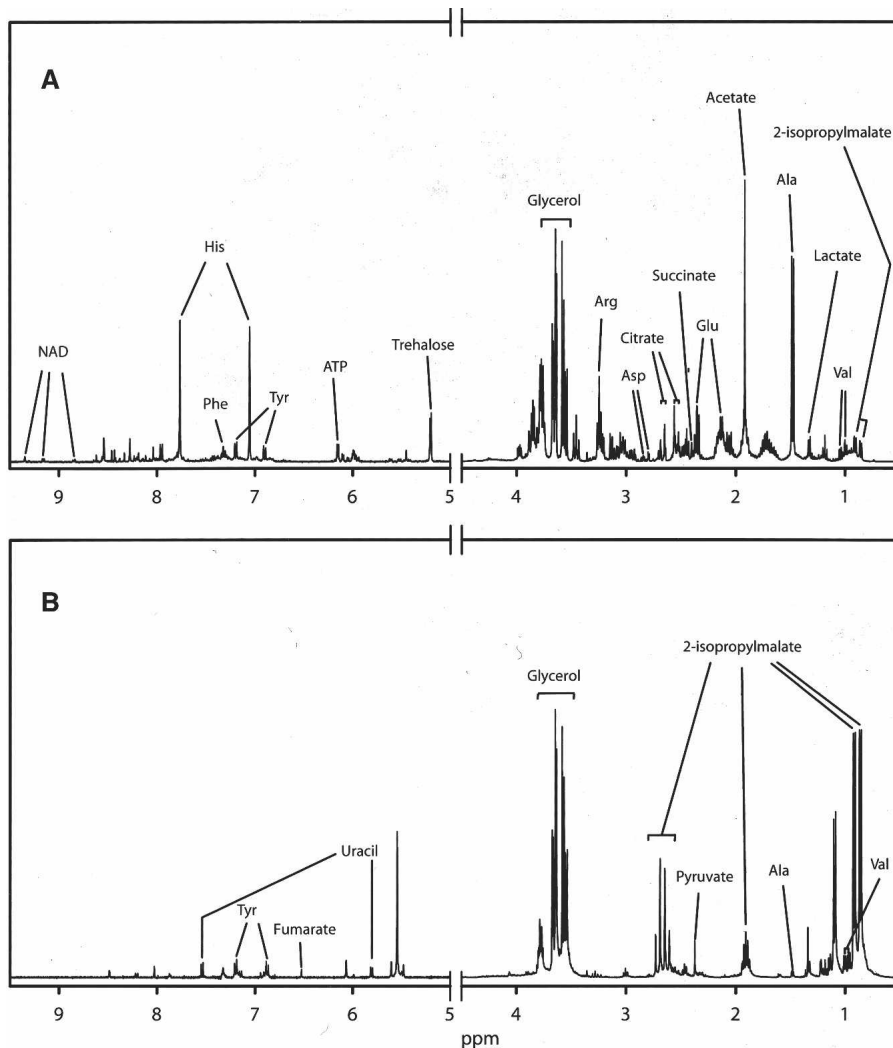 A
Acetate
2-isopropylmalate
Ala
Glycerol
His
Lactate
Succinate
Arg
Glu
Citrate
Trehalose
NAD
ATP
Val
Asp
Phe
Tyr
9 8 7 6 5 4 3 2 1
B
2-isopropylmalate
Glycerol
Uracil
Pyruvate
Ala
Val
Tyr
Fumarate
9 8 7 6 5 4 3 2 1
ppm